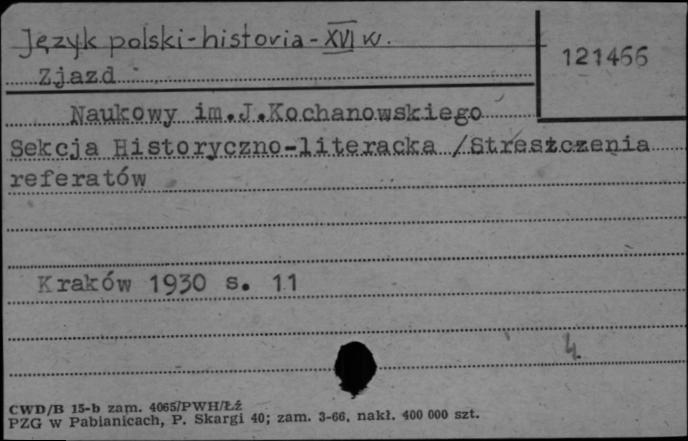 Język polski-historia-XVI w.
121466
Zjazd
Naukowy im.J.Kochanowskiego
Sekcja Historyczno-literacka /Streszczenia
referatów
Kraków 1930 s. 11
4
CWD/B 15-b zam. 4065/PWH/Łź
PZG w Pabianicach, P. Skargi 40; zam. 3-66, nakł. 400 000 szt.